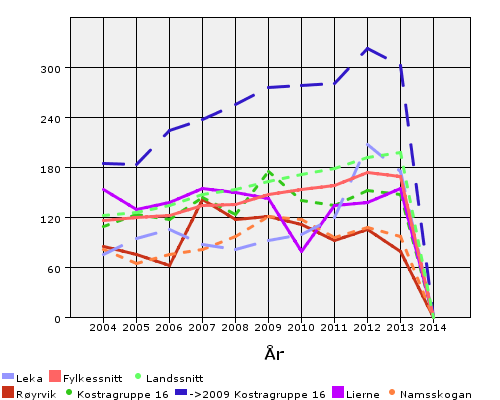 300
240
180
120
60
0
2004 2005 2006 2007 2008 2009 2010 2011 2012 2013 2014
År
Leka Fylkessnitt Landssnitt
Røyrvik Kostragruppe 16 ->2009 Kostragruppe 16 Lierne Namsskogan